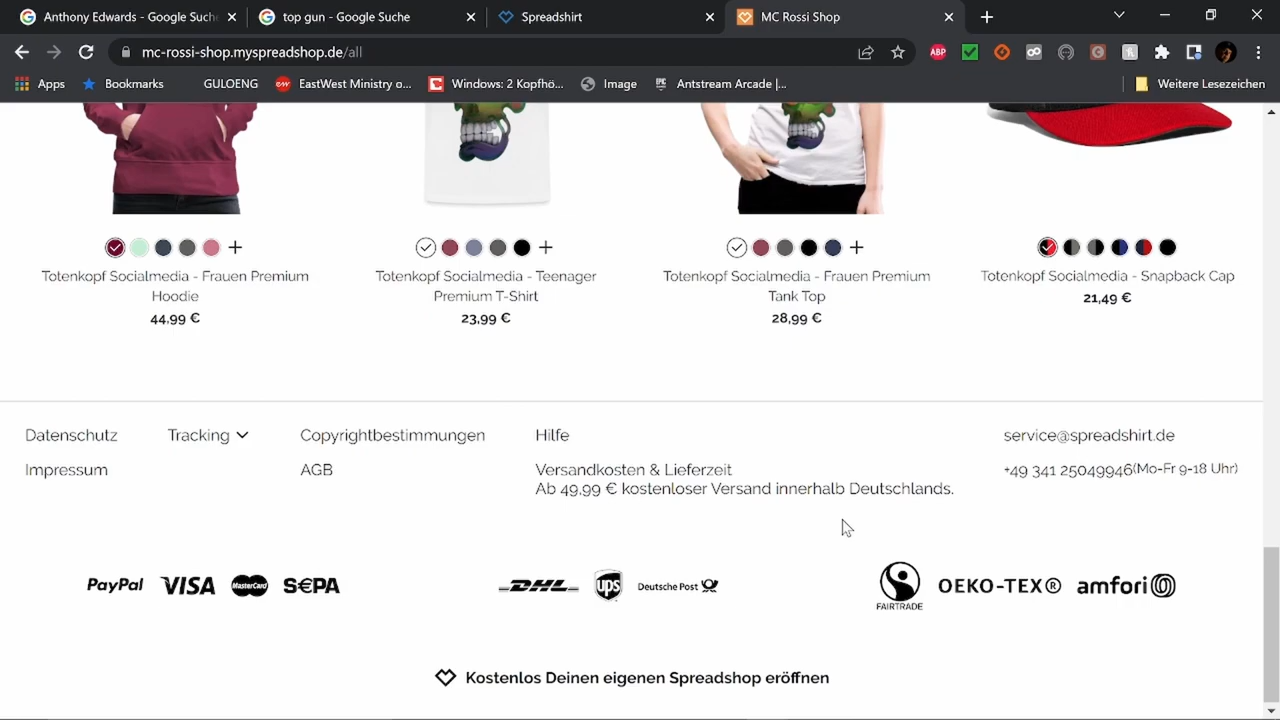 Anthony Edwards - Google Suche
top gun - Google Suche
Spreadshirt
MC Rossi Shop
mc-rossi-shop.myspreadshop.de/all
ABP
Apps
Bookmarks
GULOENG
EastWest Ministry o...
Windows: 2 Kopfhö...
Image
Antstream Arcade |...
Weitere Lesezeichen
Totenkopf Socialmedia - Frauen Premium
Hoodie
44,99 €
Totenkopf Socialmedia - Teenager
Premium T-Shirt
23,99 €
Totenkopf Socialmedia - Frauen Premium
Tank Top
28,99 €
Totenkopf Socialmedia - Snapback Cap
21,49 €
Datenschutz
Tracking
Copyrightbestimmungen
Hilfe
service@spreadshirt.de
Impressum
AGB
Versandkosten & Lieferzeit
Ab 49,99 € kostenloser Versand innerhalb Deutschlands.
+49 341 25049946(Mo-Fr 9-18 Uhr)
PayPal
VISA
MasterCard
S€PA
DHL
ups
Deutsche Post
FAIRTRADE
OEKO-TEX®
amfori
Kostenlos Deinen eigenen Spreadshop eröffnen